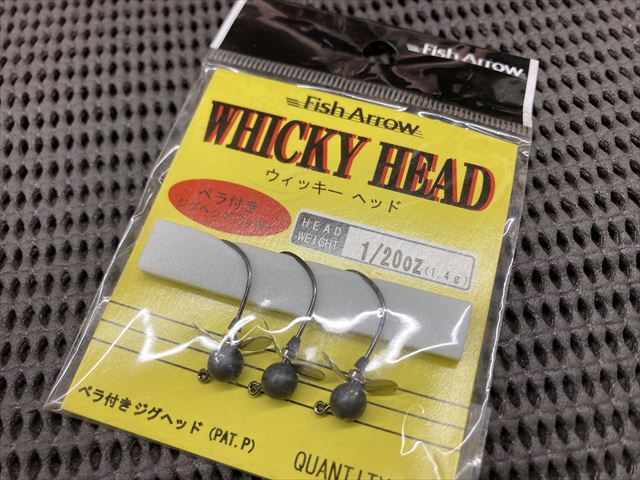 Fish Arrow
Fish Arrow
WHICKY HEAD
ウィッキー ヘッド
ペラ付き
HEAD WEIGHT
1/20oz (1.4g)
ペラ付きジグヘッド (PAT.P)
QUANTITY